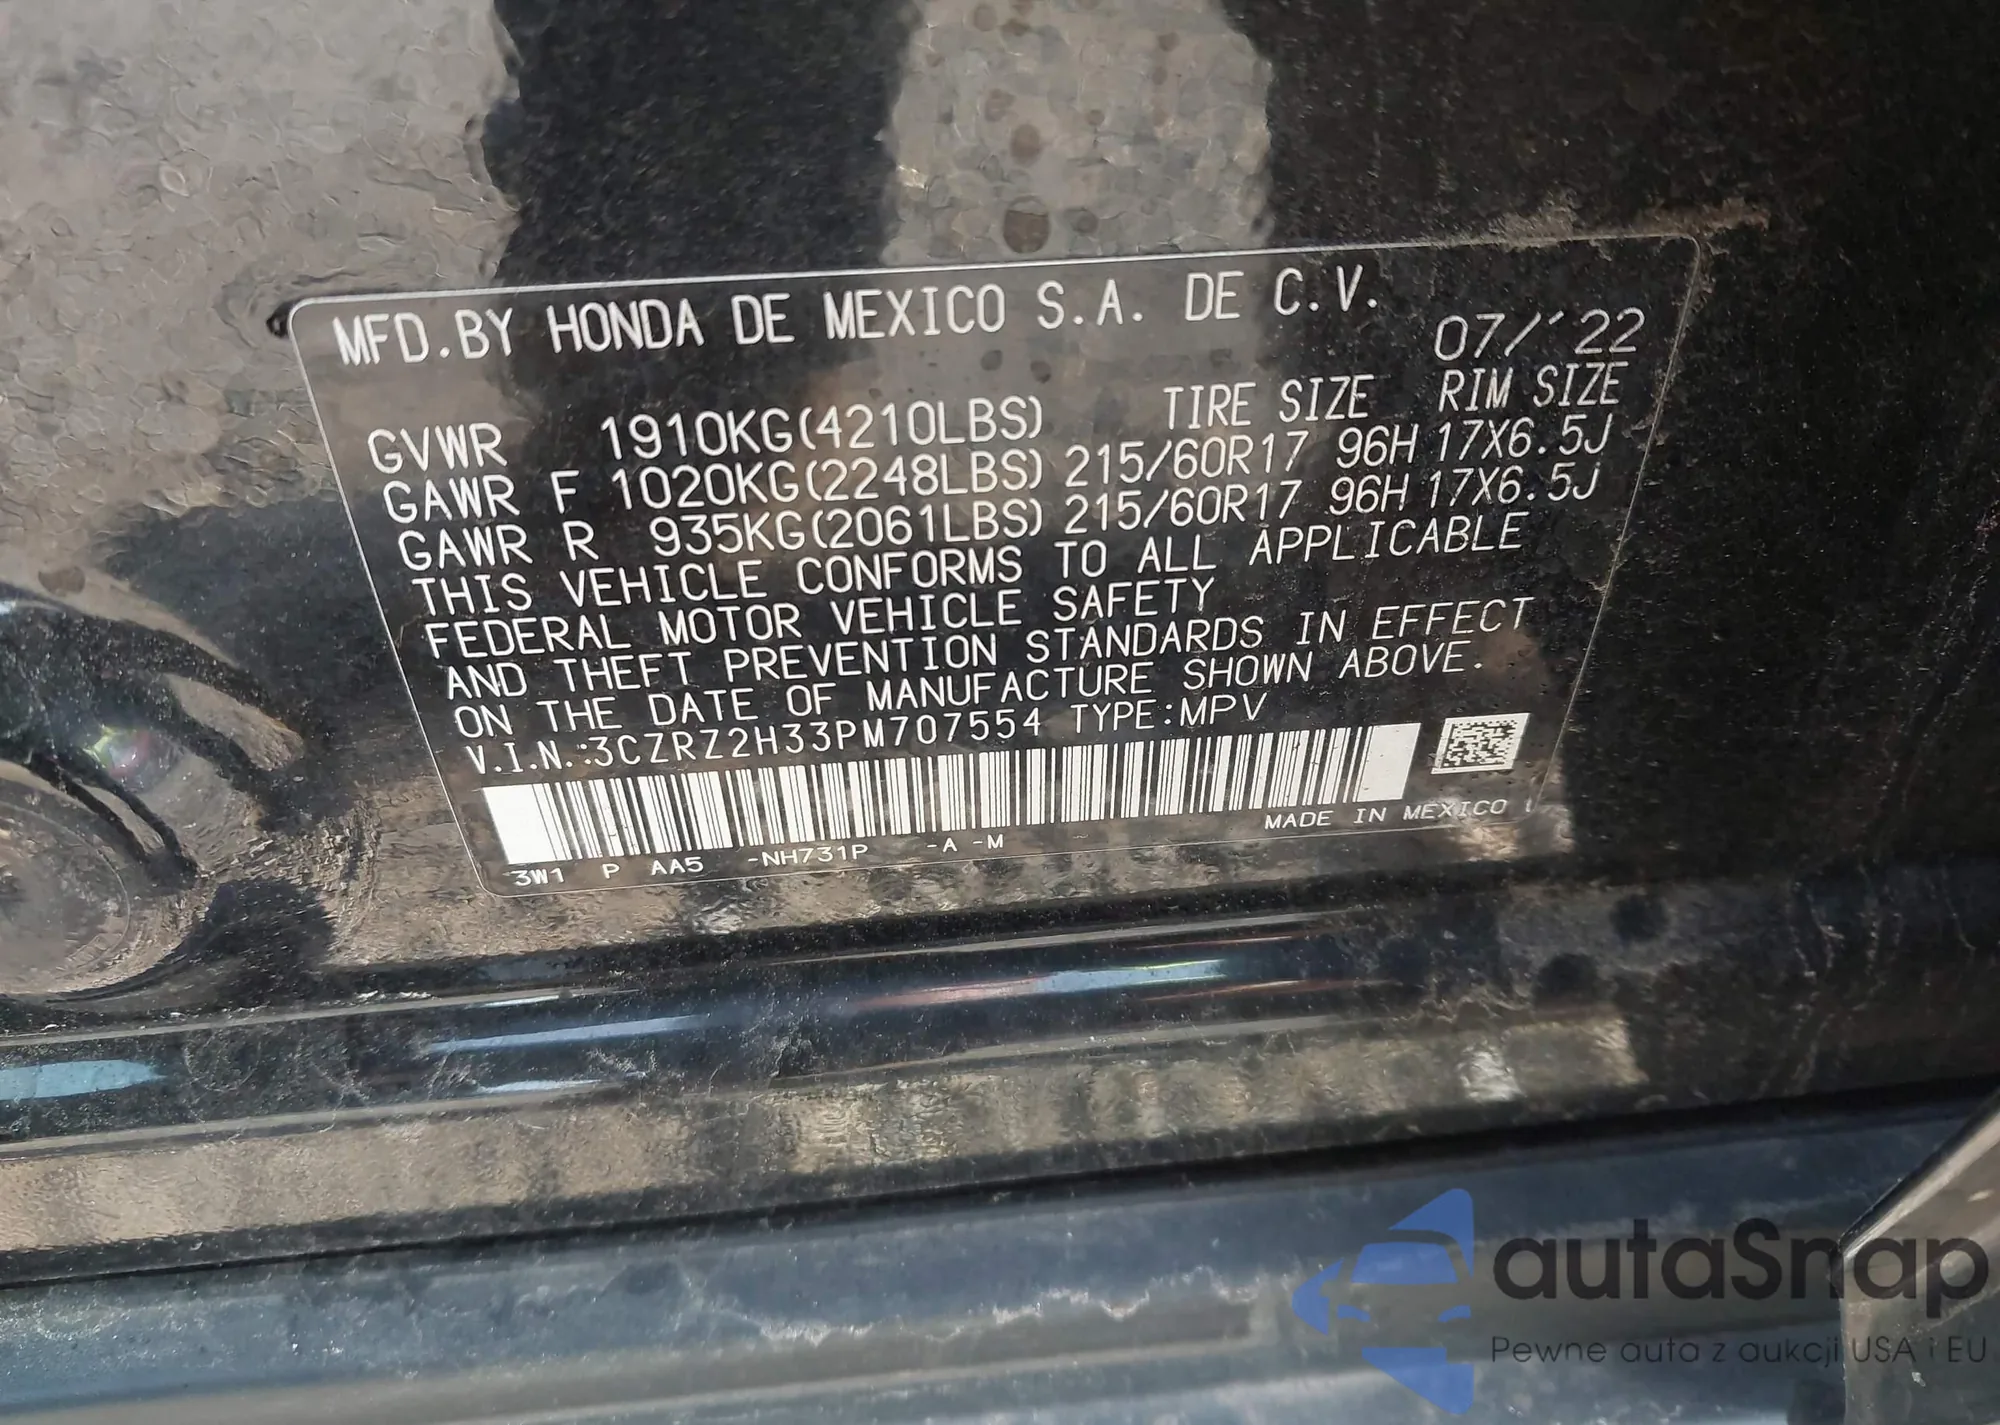 MFD.BY HONDA DE MEXICO S.A. DE C.V.
07/'22
GVWR 1910KG(4210LBS) TIRE SIZE RIM SIZE
GAWR F 1020KG(2248LBS) 215/60R17 96H 17X6.5J
GAWR R 935KG(2061LBS) 215/60R17 96H 17X6.5J
THIS VEHICLE CONFORMS TO ALL APPLICABLE
FEDERAL MOTOR VEHICLE SAFETY
AND THEFT PREVENTION STANDARDS IN EFFECT
ON THE DATE OF MANUFACTURE SHOWN ABOVE.
V.I.N.:3CZRZ2H33PM707554 TYPE:MPV
MADE IN MEXICO
3W1 P AA5 -NH731P -A -M
autaSnap
Pewne auta z aukcji USA i EU